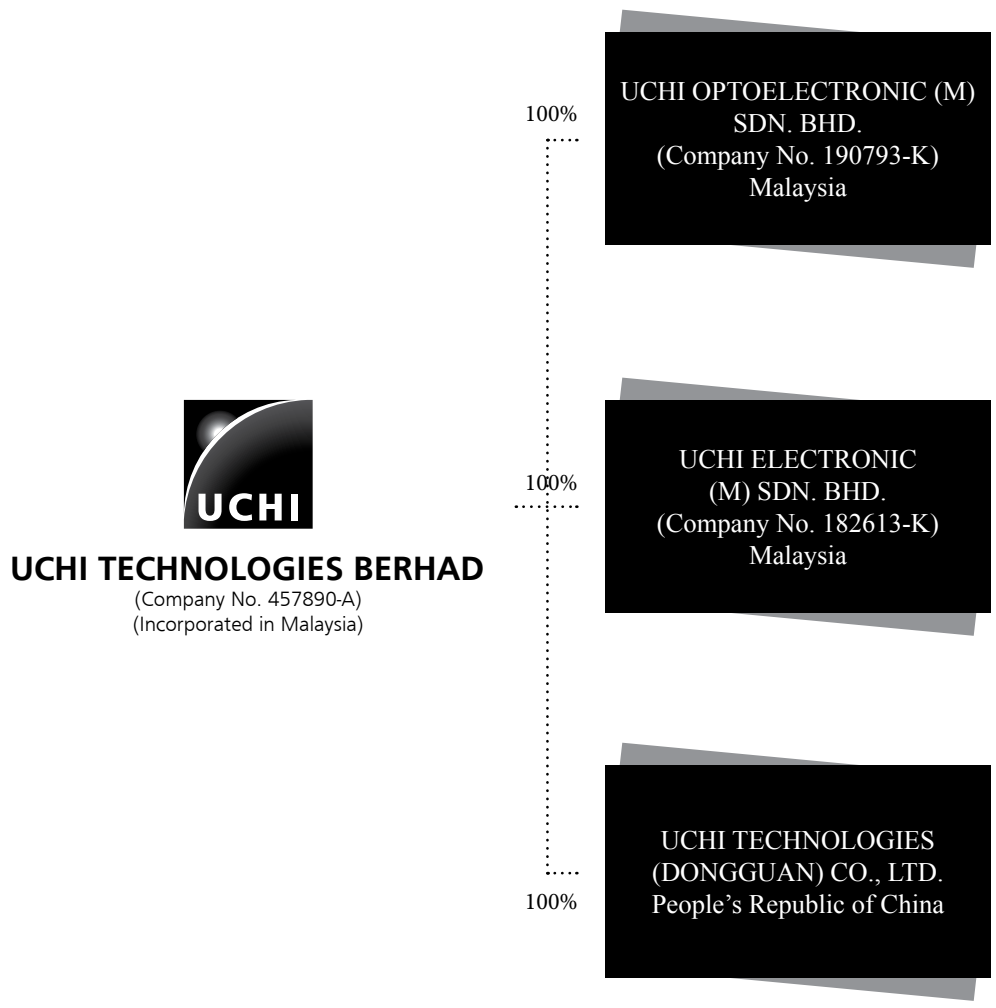 UCHI
UCHI TECHNOLOGIES BERHAD
(Company No. 457890-A)
(Incorporated in Malaysia)
100%
UCHI OPTOELECTRONIC (M)
SDN. BHD.
(Company No. 190793-K)
Malaysia
100%
UCHI ELECTRONIC
(M) SDN. BHD.
(Company No. 182613-K)
Malaysia
100%
UCHI TECHNOLOGIES
(DONGGUAN) CO., LTD.
People’s Republic of China